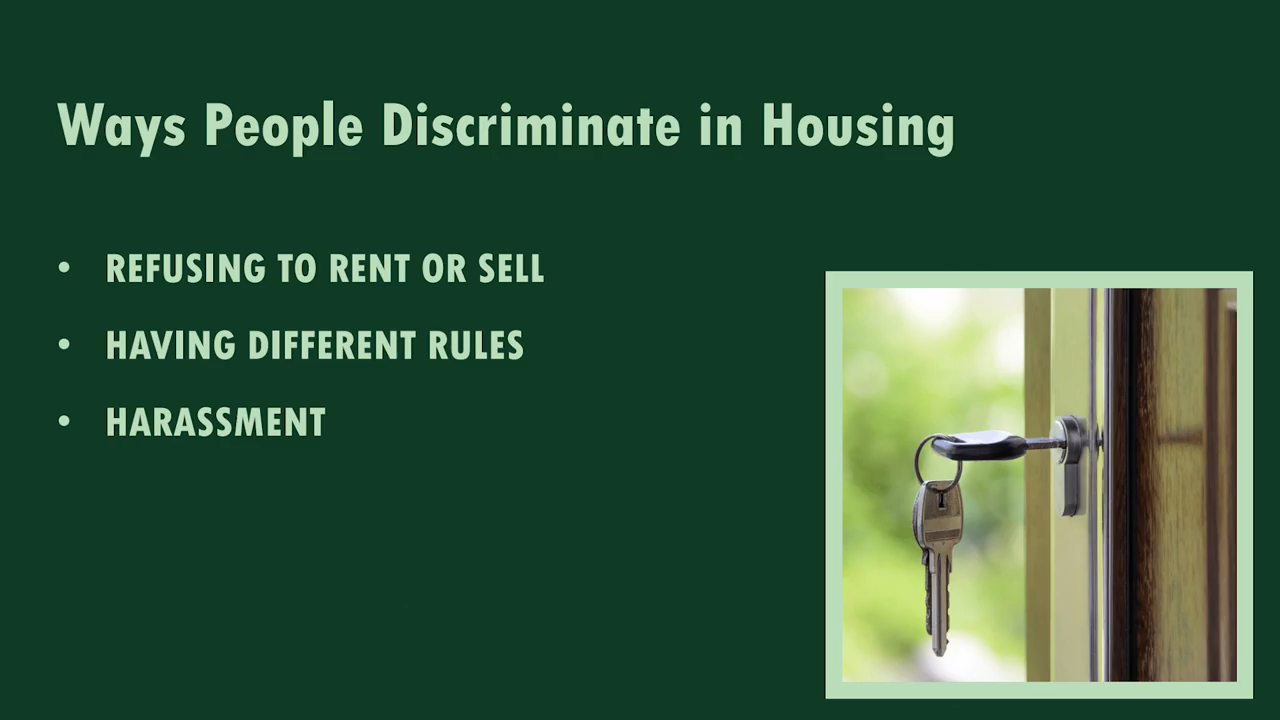 Ways People Discriminate in Housing
• REFUSING TO RENT OR SELL
• HAVING DIFFERENT RULES
• HARASSMENT